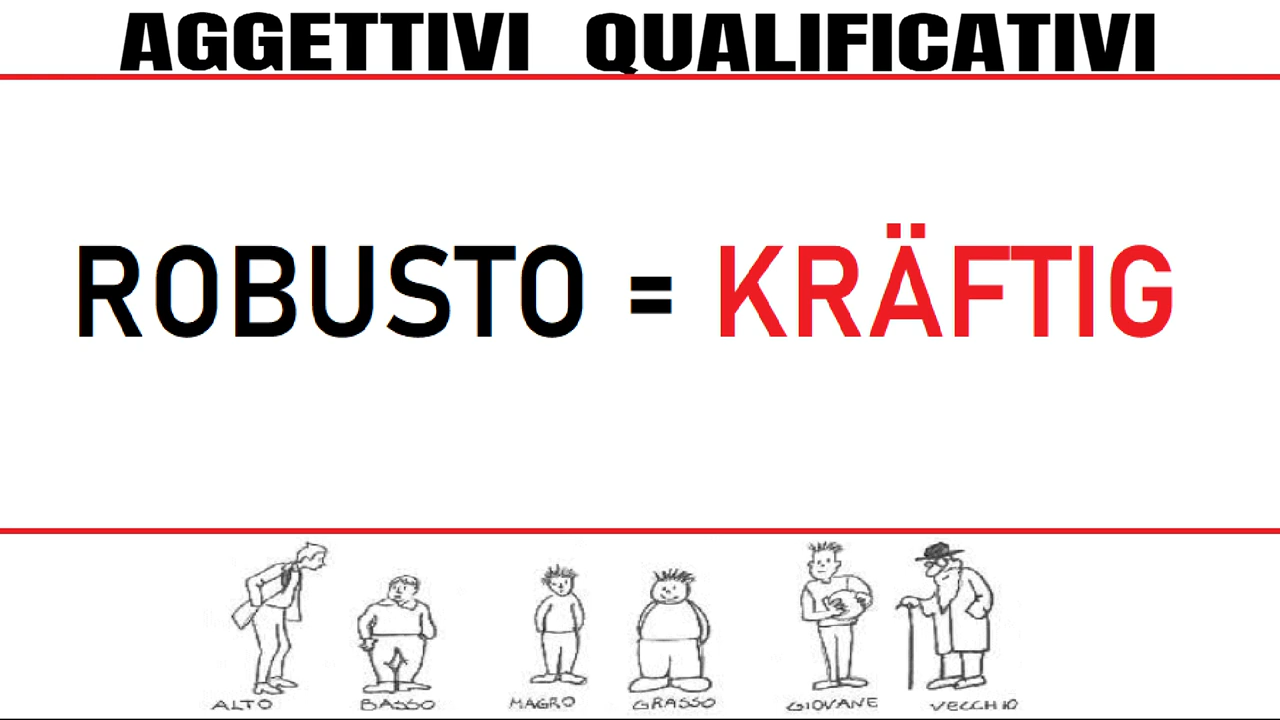 AGGETTIVI QUALIFICATIVI
ROBUSTO = KRÄFTIG
ALTO BASSO MAGRO GRASSO GIOVANE VECCHIO